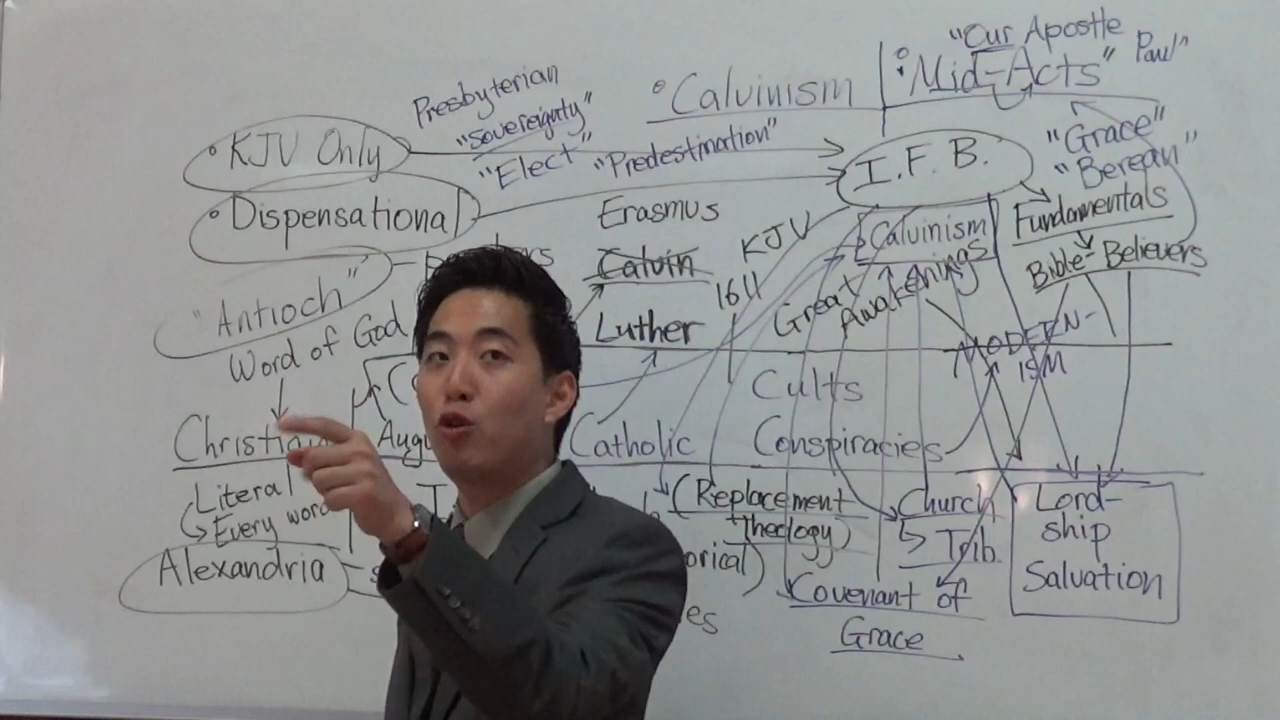 "Our Apostle
Paul"
Presbyterian
"Sovereignty"
"Elect" "Predestination"
Calvinism
"Mid-Acts"
"Grace"
"Berean"
KJV Only
I.F.B.
Dispensational
Erasmus
Fundamentals
KJV
1611
Calvinism
Bible-Believers
Calvin
Great
Awakenings
"Antioch"
Word of God
Luther
MODERN-
ISM
Cults
Christian
Catholic
Conspiracies
Literal
Every word
(Replacement
Theology)
Church
Trib.
Lord-
ship
Salvation
Alexandria
Covenant of
Grace